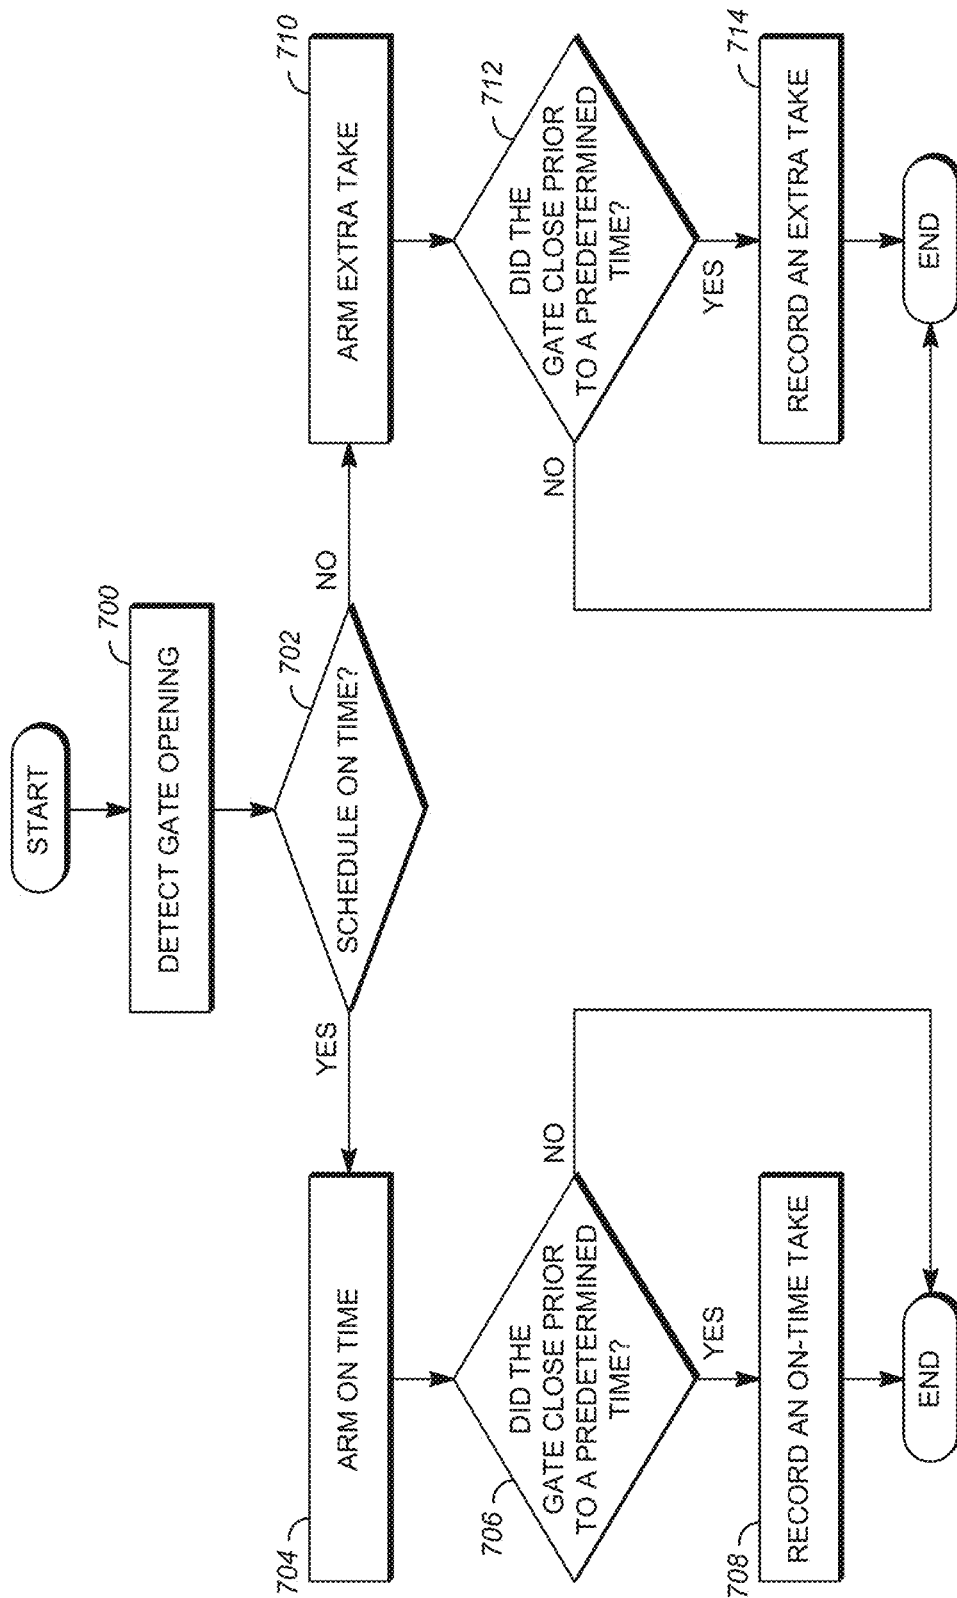 START
700
DETECT GATE OPENING
702
SCHEDULE ON TIME?
YES
NO
704
ARM ON TIME
706
DID THE
GATE CLOSE PRIOR
TO A PREDETERMINED
TIME?
NO
YES
708
RECORD AN ON-TIME TAKE
END
710
ARM EXTRA TAKE
712
DID THE
GATE CLOSE PRIOR
TO A PREDETERMINED
TIME?
NO
YES
714
RECORD AN EXTRA TAKE
END